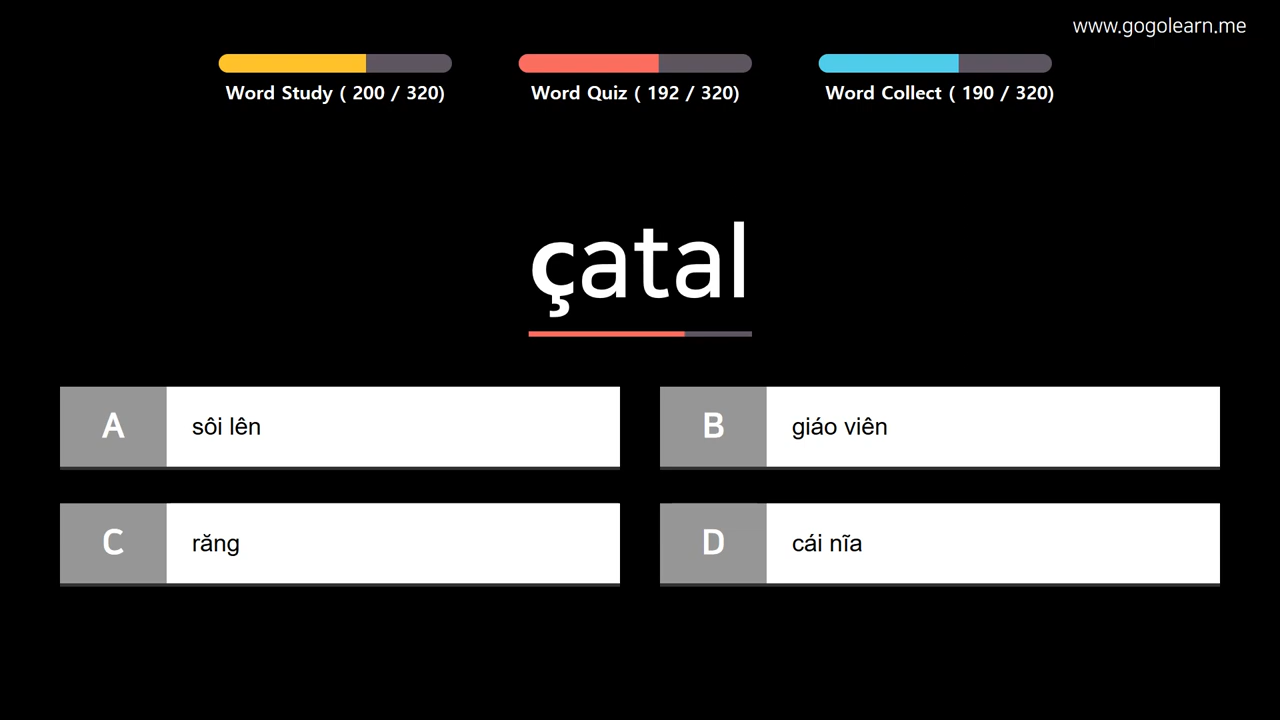 www.gogolearn.me
Word Study ( 200 / 320)
Word Quiz ( 192 / 320)
Word Collect ( 190 / 320)
çatal
A sôi lên
B giáo viên
C răng
D cái nĩa